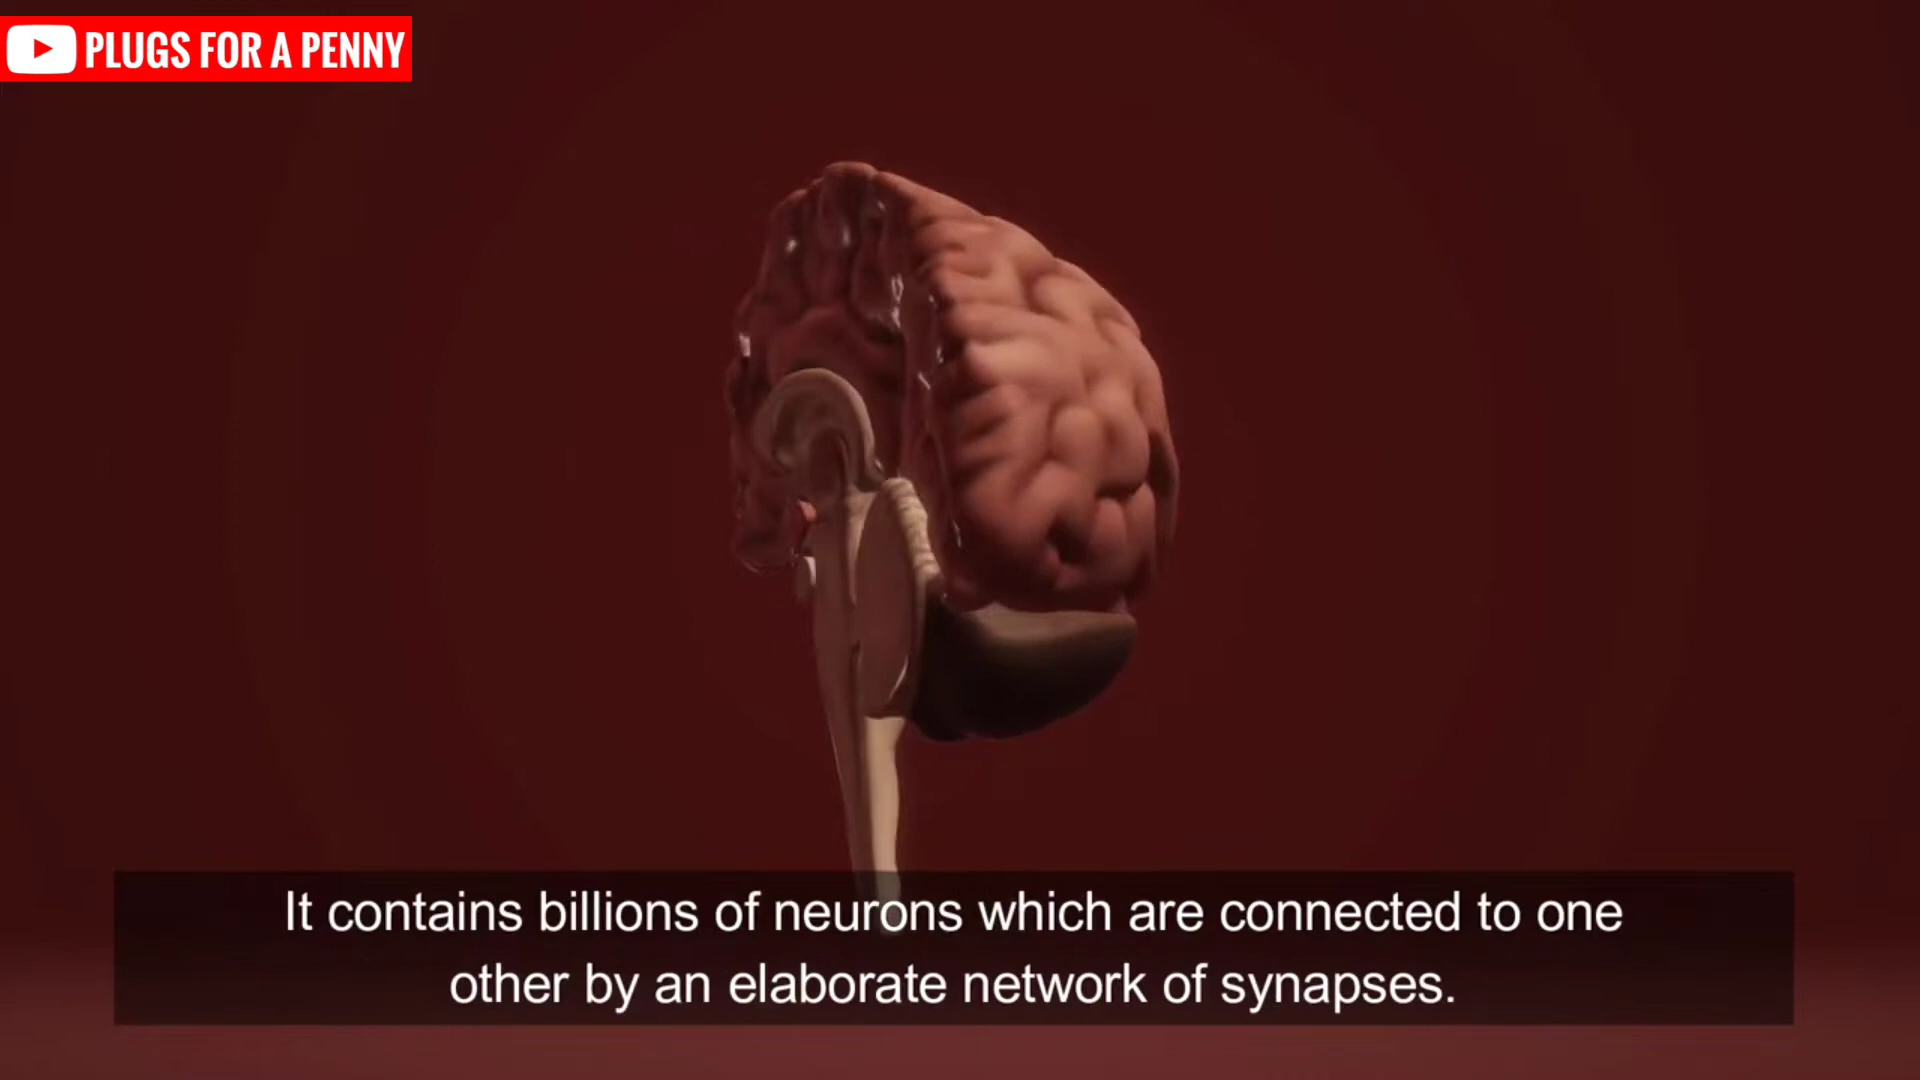 PLUGS FOR A PENNY
It contains billions of neurons which are connected to one
other by an elaborate network of synapses.